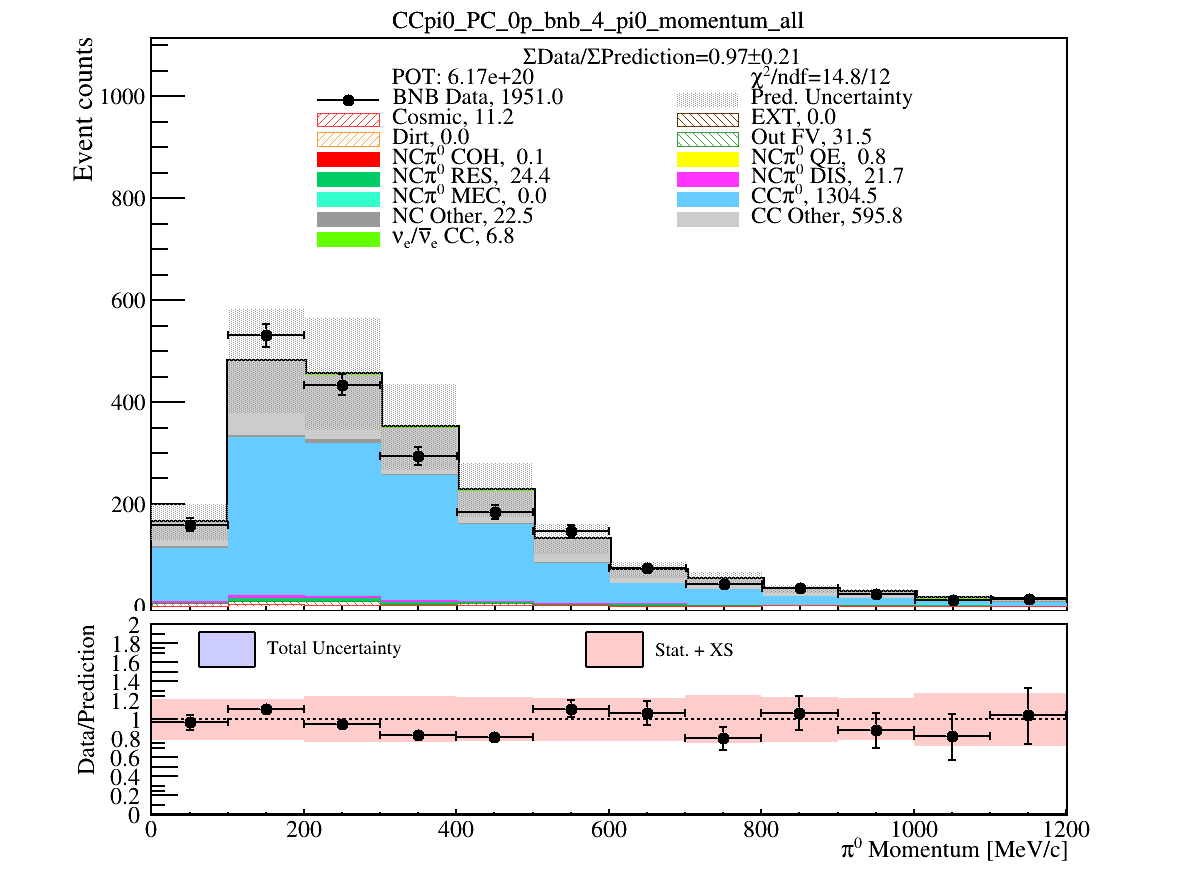 CCpi0_PC_0p_bnb_4_pi0_momentum_all
ΣData/ΣPrediction=0.97±0.21
POT: 6.17e+20
χ²/ndf=14.8/12
BNB Data, 1951.0
Pred. Uncertainty
Cosmic, 11.2
EXT, 0.0
Dirt, 0.0
Out FV, 31.5
NCπ⁰ COH, 0.1
NCπ⁰ QE, 0.8
NCπ⁰ RES, 24.4
NCπ⁰ DIS, 21.7
NCπ⁰ MEC, 0.0
CCπ⁰, 1304.5
NC Other, 22.5
CC Other, 595.8
νₑ/ν̅ₑ CC, 6.8
Event counts
1000
800
600
400
200
0
Data/Prediction
2
1.8
1.6
1.4
1.2
1
0.8
0.6
0.4
0.2
0
Total Uncertainty
Stat. + XS
0 200 400 600 800 1000 1200
π⁰ Momentum [MeV/c]